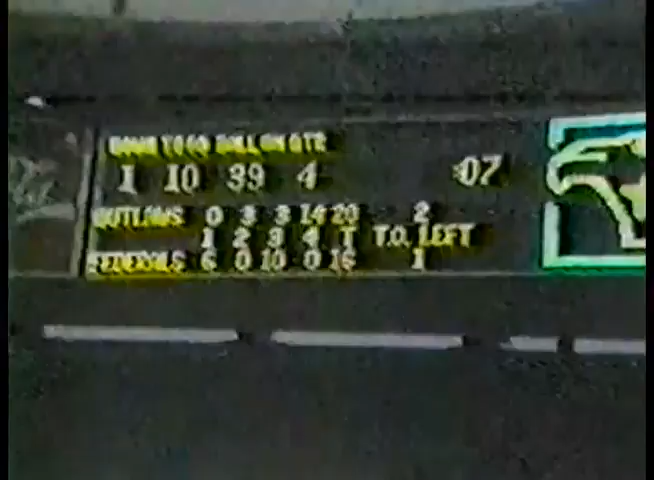 DOWN TO GO BALL ON QTR
1 10 39 4 :07
OUTLAWS 0 3 3 14 20 2
1 2 3 4 T T.O. LEFT
FEDERALS 6 0 10 0 16 1